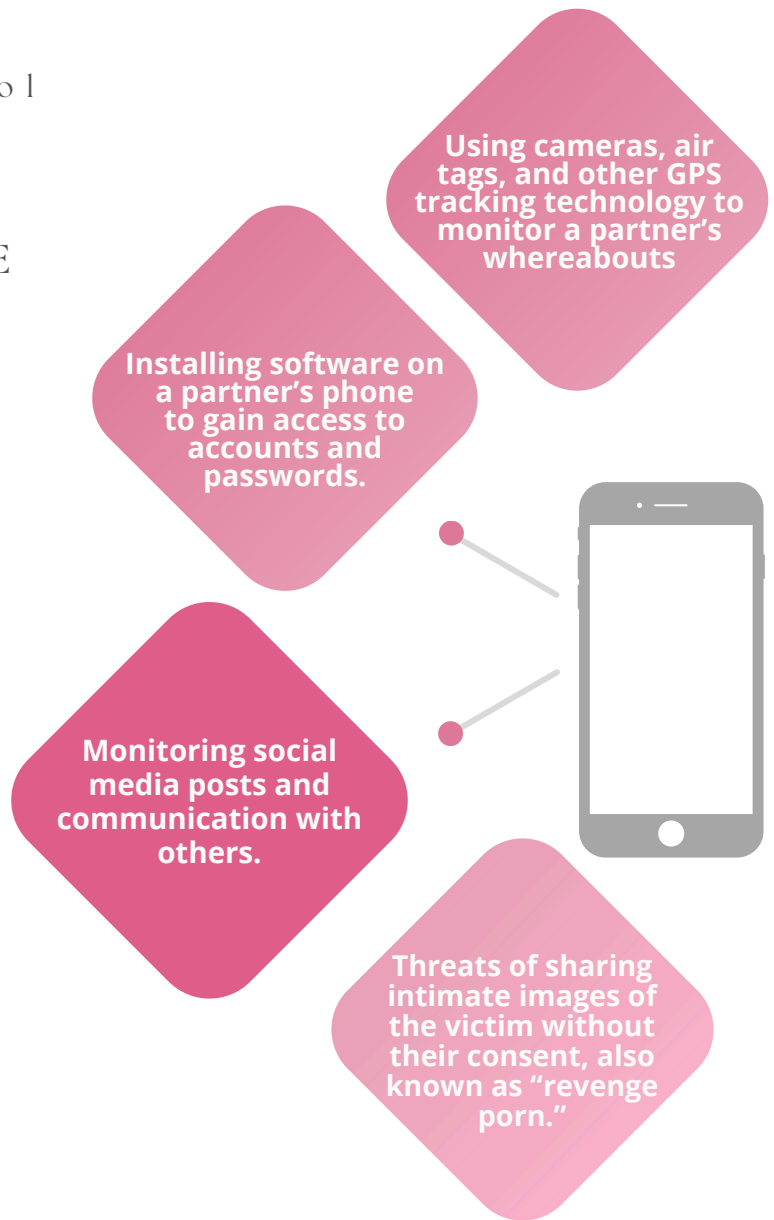 o l
E
Using cameras, air
tags, and other GPS
tracking technology to
monitor a partner’s
whereabouts
Installing software on
a partner’s phone
to gain access to
accounts and
passwords.
Monitoring social
media posts and
communication with
others.
Threats of sharing
intimate images of
the victim without
their consent, also
known as “revenge
porn.”